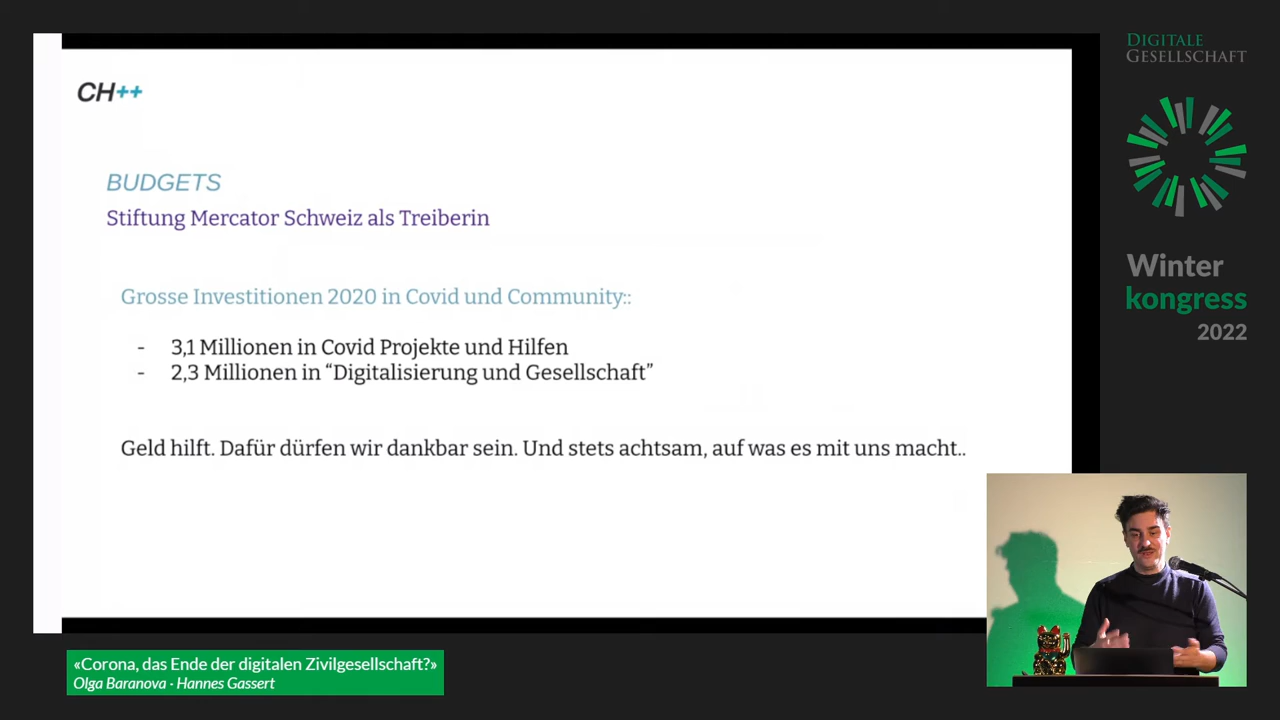 CH++
BUDGETS
Stiftung Mercator Schweiz als Treiberin
Grosse Investitionen 2020 in Covid und Community::
- 3,1 Millionen in Covid Projekte und Hilfen
- 2,3 Millionen in “Digitalisierung und Gesellschaft”
Geld hilft. Dafür dürfen wir dankbar sein. Und stets achtsam, auf was es mit uns macht..
DIGITALE
GESELLSCHAFT
Winter
kongress
2022
«Corona, das Ende der digitalen Zivilgesellschaft?»
Olga Baranova · Hannes Gassert